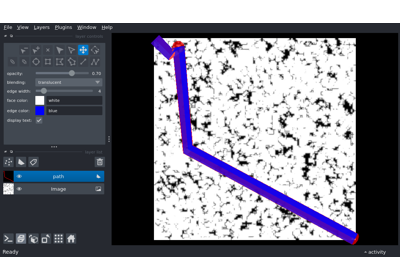 File View Layers Plugins Window Help
opacity: 0.70
blending: translucent
edge width:
face color: white
edge color: blue
display text:
path
Image
Ready
activity